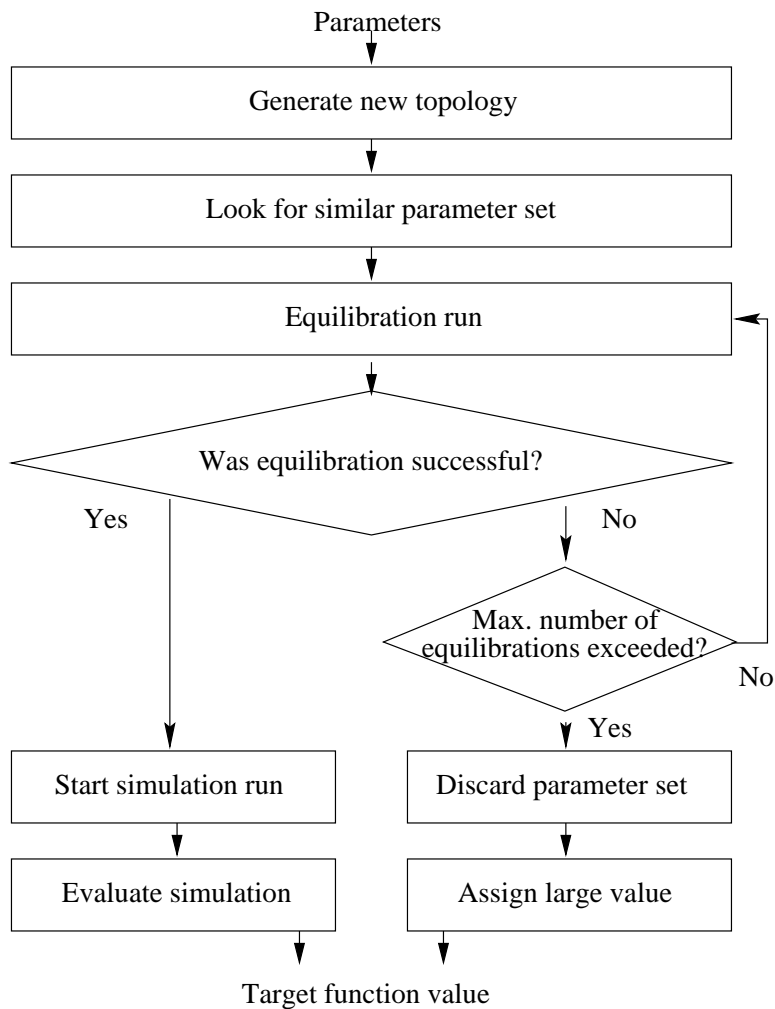 Parameters
Generate new topology
Look for similar parameter set
Equilibration run
Was equilibration successful?
Yes
No
Max. number of
equilibrations exceeded?
No
Yes
Start simulation run
Discard parameter set
Evaluate simulation
Assign large value
Target function value